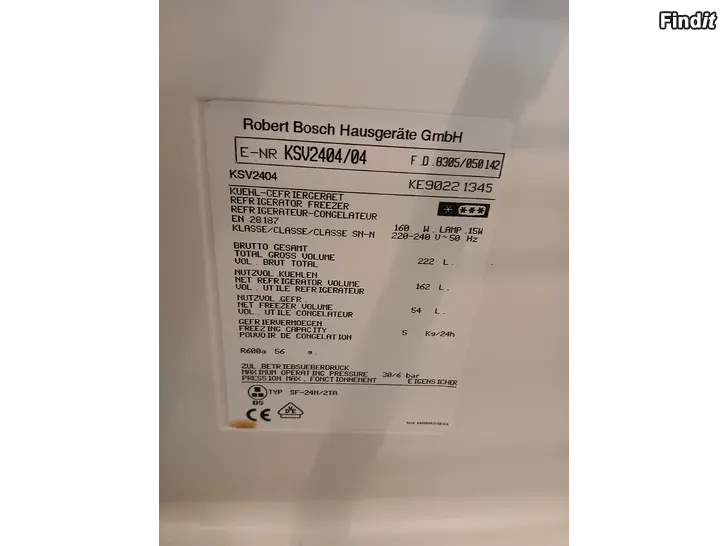 Findit
Robert Bosch Hausgeräte GmbH
E-NR KSV2404/04 F.D.8305/050142
KSV2404 KE90221345
KUEHL-GEFRIERGERAET
REFRIGERATOR FREEZER
REFRIGERATEUR-CONGELATEUR
EN 28187 160 W. LAMP.15W
KLASSE/CLASSE/CLASSE SN-N 220-240 V~50 Hz
BRUTTO GESAMT
TOTAL GROSS VOLUME 222 L.
VOL. BRUT TOTAL
NUTZVOL.KUEHLEN
NET REFRIGERATOR VOLUME 162 L.
VOL. UTILE REFRIGERATEUR
NUTZVOL.GEFR.
NET FREEZER VOLUME 54 L.
VOL. UTILE CONGELATEUR
GEFRIERVERMOEGEN
FREEZING CAPACITY 5 Kg/24h
POUVOIR DE CONGELATION
R600a 56 g.
ZUL.BETRIEBSUEBERDRUCK
MAXIMUM OPERATING PRESSURE 30/6 bar
PRESSION MAX. FONCTIONNEMENT EIGENSICHER
TYP SF-24N/2TA
BS
CE VDE